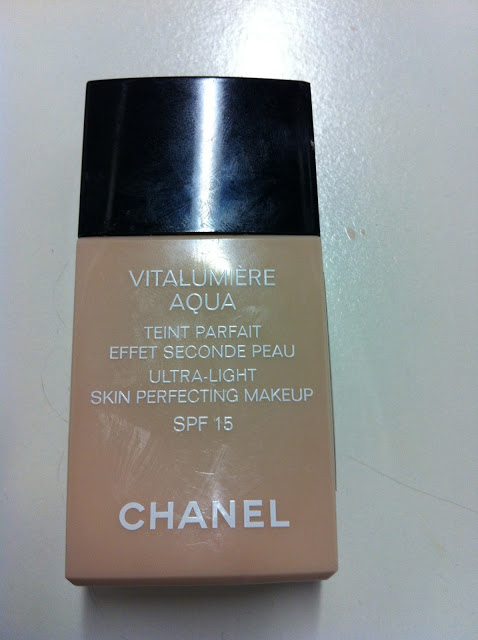 VITALUMIÈRE
AQUA
TEINT PARFAIT
EFFET SECONDE PEAU
ULTRA-LIGHT
SKIN PERFECTING MAKEUP
SPF 15
CHANEL